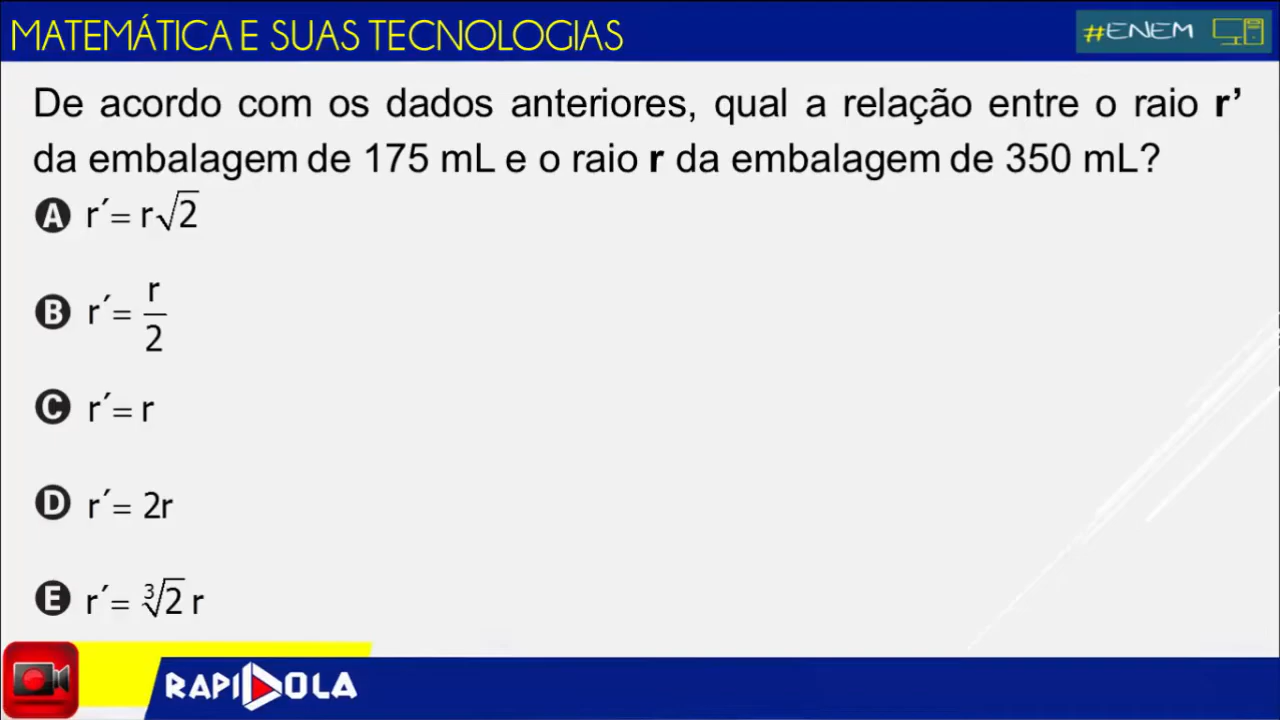 MATEMÁTICA E SUAS TECNOLOGIAS
#ENEM
De acordo com os dados anteriores, qual a relação entre o raio r’
da embalagem de 175 mL e o raio r da embalagem de 350 mL?
A r´= r√2
B r´= r/2
C r´= r
D r´= 2r
E r´= ∛2 r
RAPIDOLA